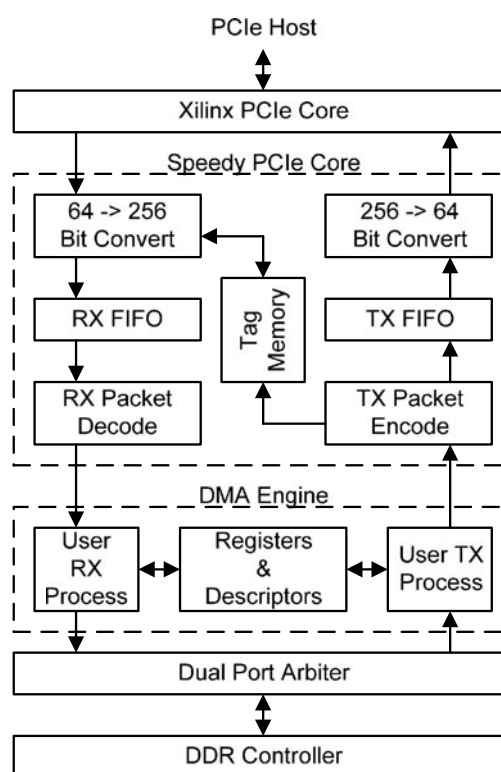 PCIe Host
Xilinx PCIe Core
Speedy PCIe Core
64 -> 256
Bit Convert
256 -> 64
Bit Convert
Tag
Memory
RX FIFO
TX FIFO
RX Packet
Decode
TX Packet
Encode
DMA Engine
User
RX
Process
Registers
&
Descriptors
User TX
Process
Dual Port Arbiter
DDR Controller